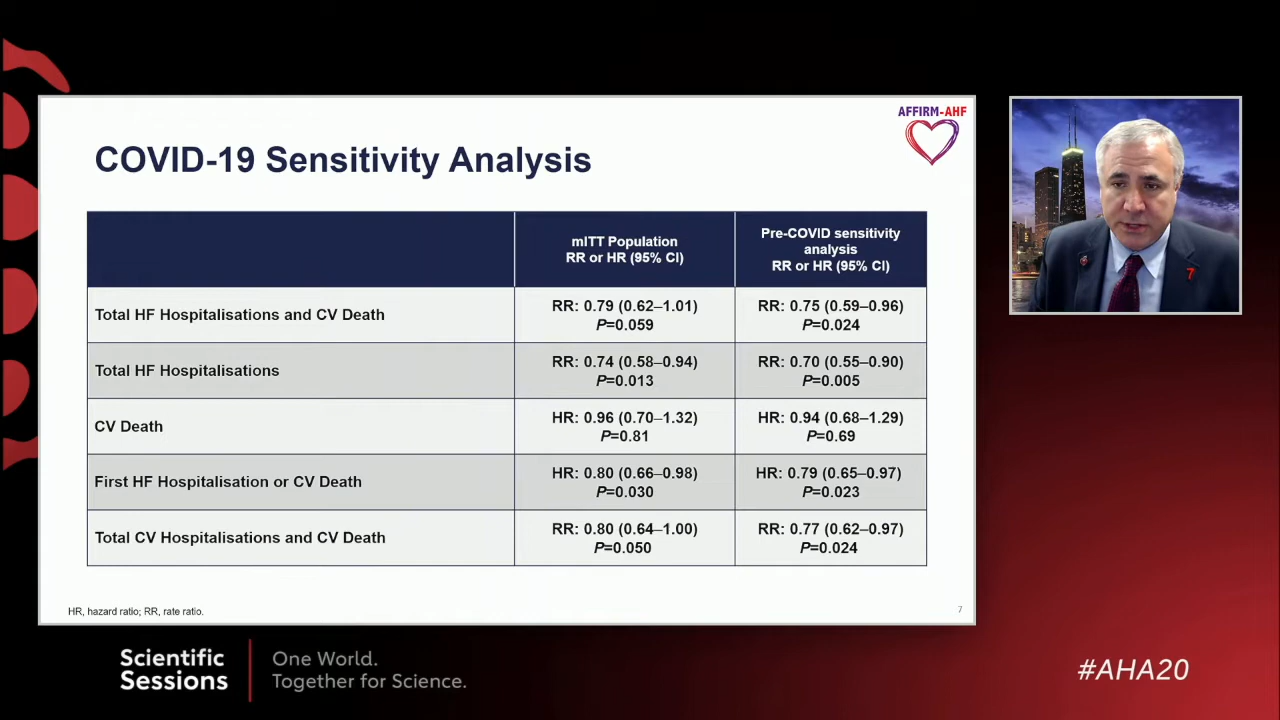 AFFIRM-AHF
COVID-19 Sensitivity Analysis
mITT Population
RR or HR (95% CI)
Pre-COVID sensitivity
analysis
RR or HR (95% CI)
Total HF Hospitalisations and CV Death
RR: 0.79 (0.62–1.01)
P=0.059
RR: 0.75 (0.59–0.96)
P=0.024
Total HF Hospitalisations
RR: 0.74 (0.58–0.94)
P=0.013
RR: 0.70 (0.55–0.90)
P=0.005
CV Death
HR: 0.96 (0.70–1.32)
P=0.81
HR: 0.94 (0.68–1.29)
P=0.69
First HF Hospitalisation or CV Death
HR: 0.80 (0.66–0.98)
P=0.030
HR: 0.79 (0.65–0.97)
P=0.023
Total CV Hospitalisations and CV Death
RR: 0.80 (0.64–1.00)
P=0.050
RR: 0.77 (0.62–0.97)
P=0.024
HR, hazard ratio; RR, rate ratio.
7
Scientific
Sessions
One World.
Together for Science.
#AHA20